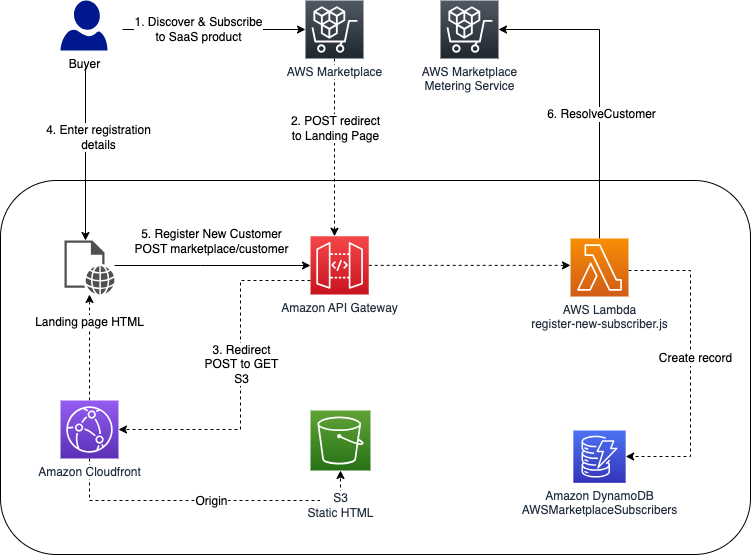 1. Discover & Subscribe
to SaaS product
Buyer
AWS Marketplace
AWS Marketplace
Metering Service
4. Enter registration
details
2. POST redirect
to Landing Page
6. ResolveCustomer
5. Register New Customer
POST marketplace/customer
Landing page HTML
Amazon API Gateway
AWS Lambda
register-new-subscriber.js
3. Redirect
POST to GET
S3
Create record
Amazon Cloudfront
Origin
S3
Static HTML
Amazon DynamoDB
AWSMarketplaceSubscribers